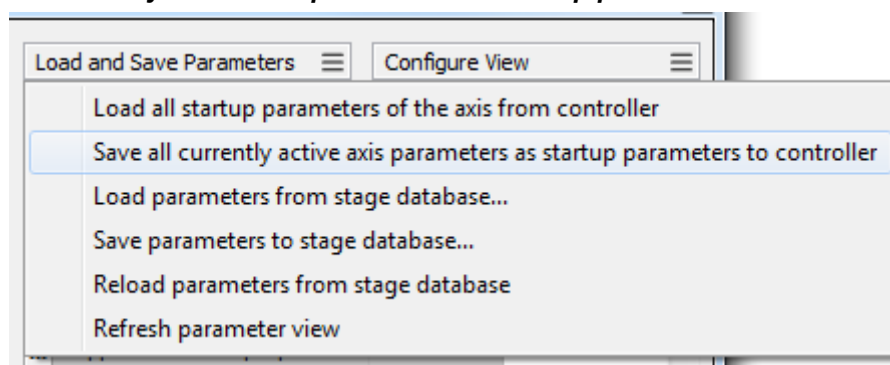 Load and Save Parameters
Configure View
Load all startup parameters of the axis from controller
Save all currently active axis parameters as startup parameters to controller
Load parameters from stage database...
Save parameters to stage database...
Reload parameters from stage database
Refresh parameter view